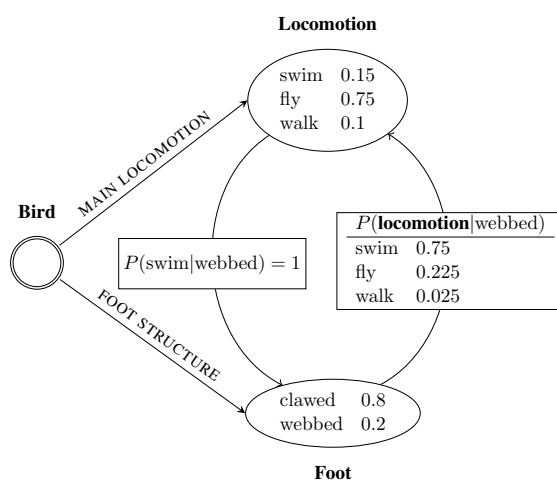 Locomotion
swim 0.15
fly 0.75
walk 0.1
MAIN LOCOMOTION
Bird
P(swim|webbed) = 1
P(locomotion|webbed)
swim 0.75
fly 0.225
walk 0.025
FOOT STRUCTURE
clawed 0.8
webbed 0.2
Foot